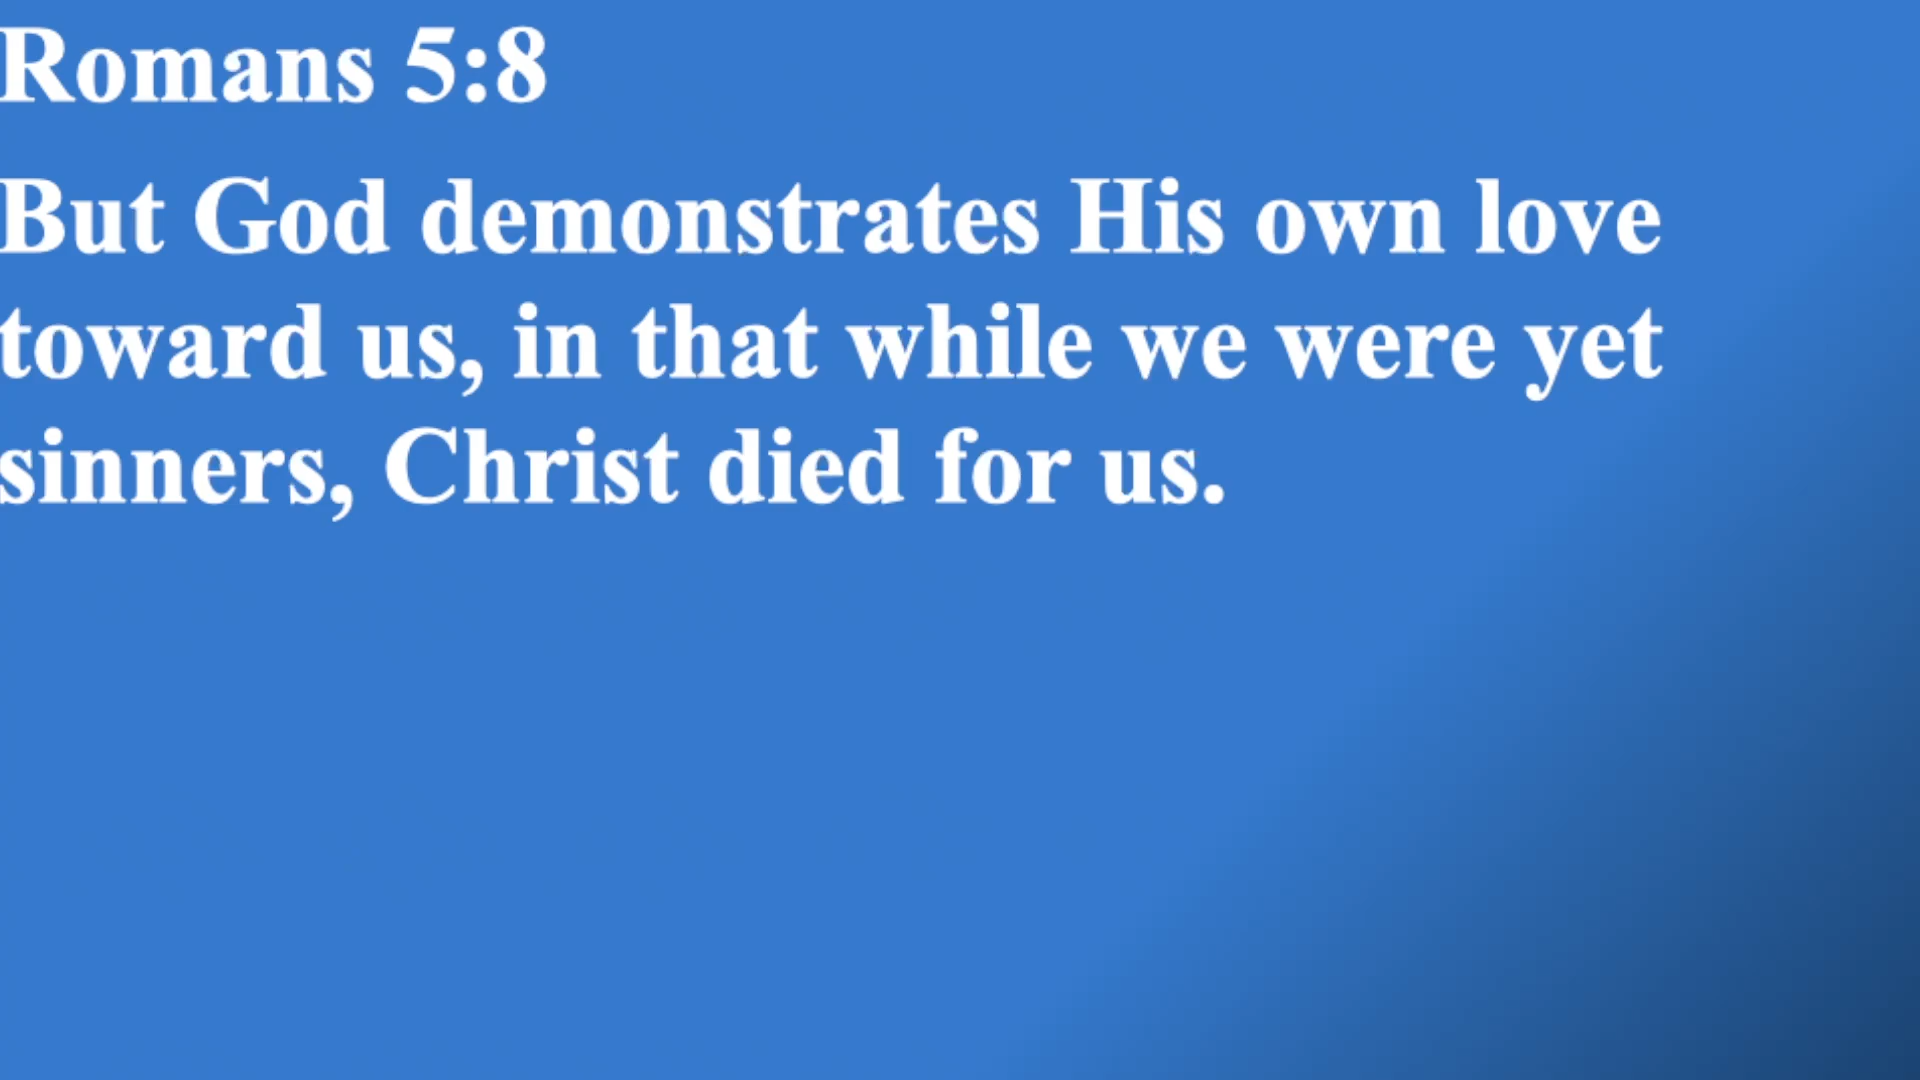 Romans 5:8
But God demonstrates His own love
toward us, in that while we were yet
sinners, Christ died for us.